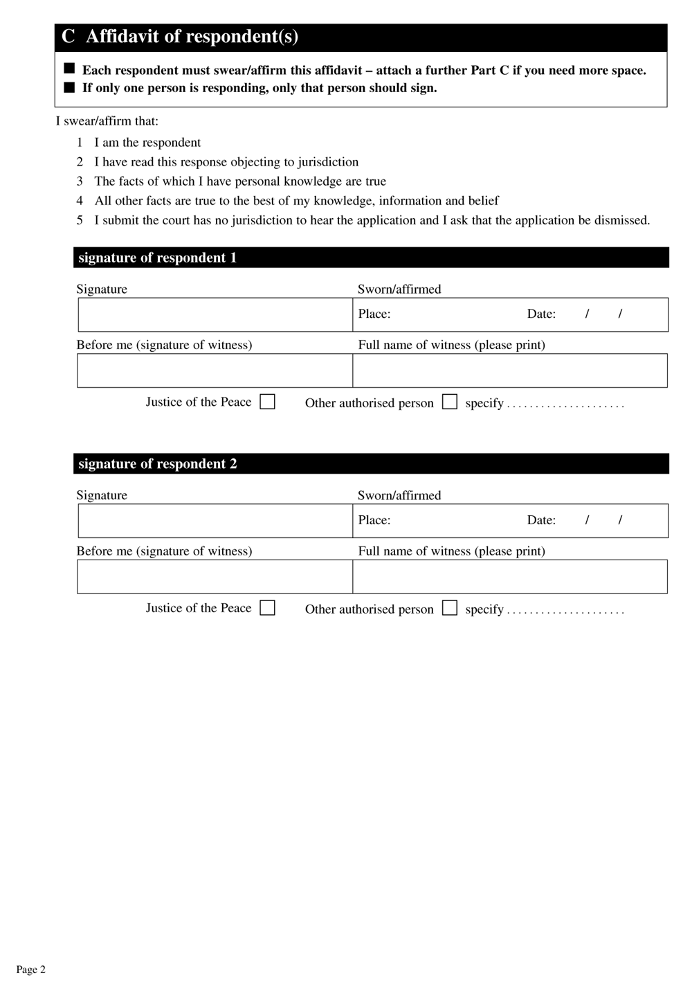 C Affidavit of respondent(s)
■ Each respondent must swear/affirm this affidavit – attach a further Part C if you need more space.
■ If only one person is responding, only that person should sign.
I swear/affirm that:
1 I am the respondent
2 I have read this response objecting to jurisdiction
3 The facts of which I have personal knowledge are true
4 All other facts are true to the best of my knowledge, information and belief
5 I submit the court has no jurisdiction to hear the application and I ask that the application be dismissed.
signature of respondent 1
Signature Sworn/affirmed
Place: Date: / /
Before me (signature of witness) Full name of witness (please print)
Justice of the Peace Other authorised person specify . . . . . . . . . . . . . . . . . . . . .
signature of respondent 2
Signature Sworn/affirmed
Place: Date: / /
Before me (signature of witness) Full name of witness (please print)
Justice of the Peace Other authorised person specify . . . . . . . . . . . . . . . . . . . . .
Page 2